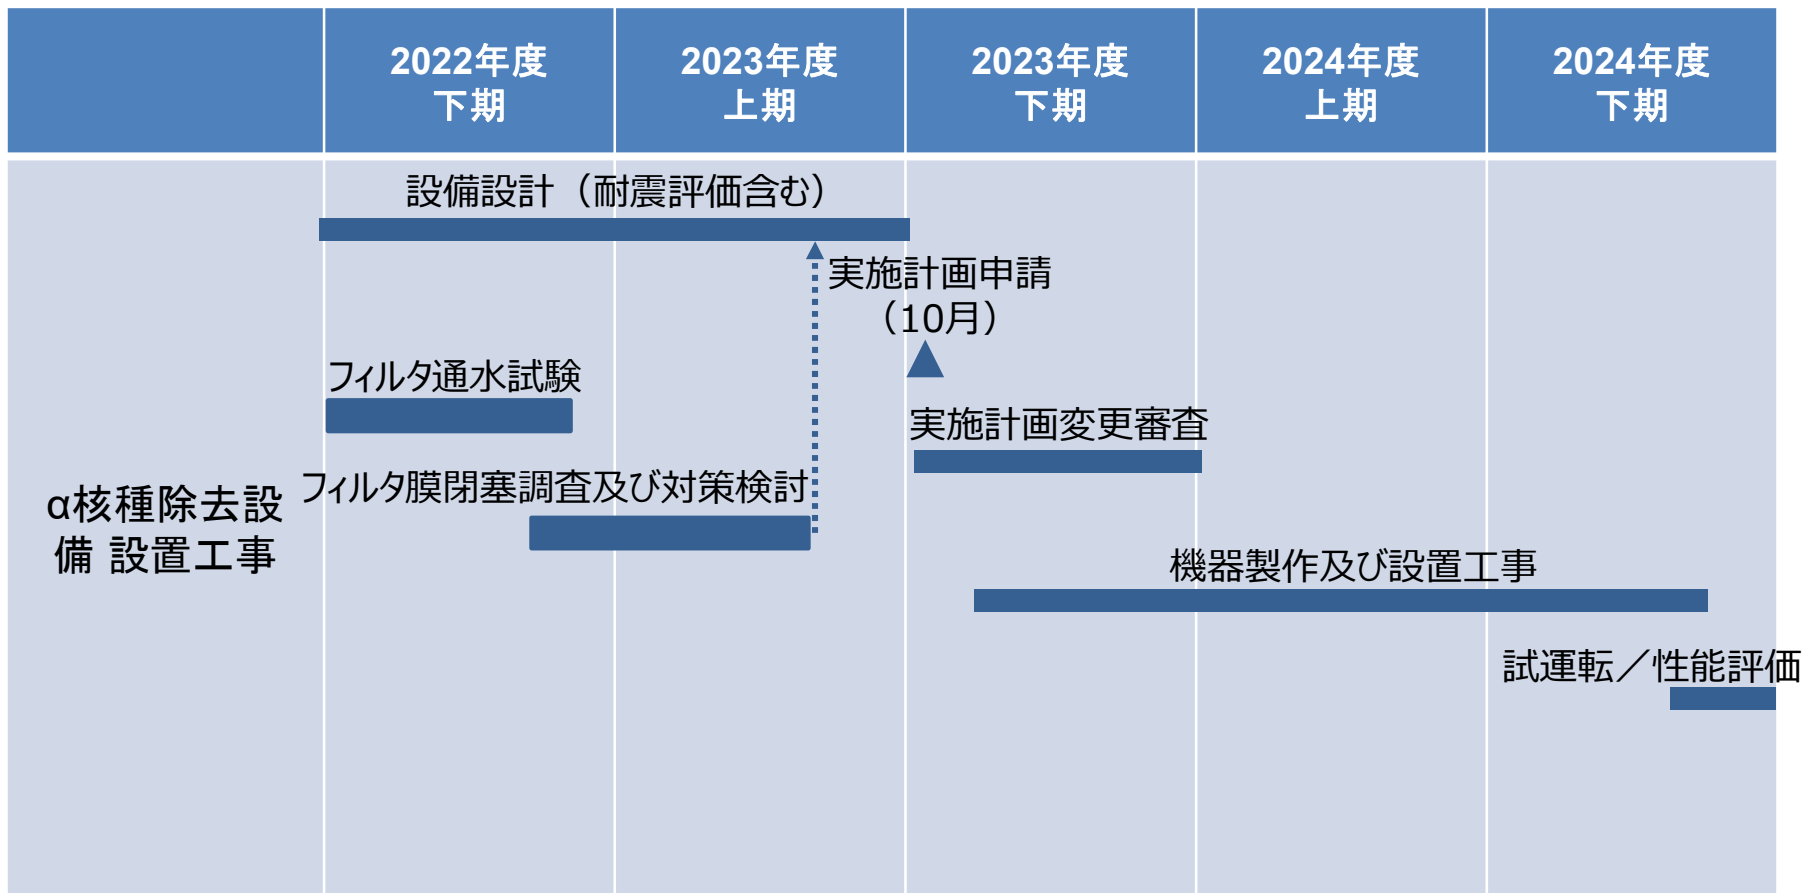 2022年度
下期
2023年度
上期
2023年度
下期
2024年度
上期
2024年度
下期
α核種除去設
備 設置工事
設備設計（耐震評価含む）
実施計画申請
（10月）
フィルタ通水試験
実施計画変更審査
フィルタ膜閉塞調査及び対策検討
機器製作及び設置工事
試運転／性能評価